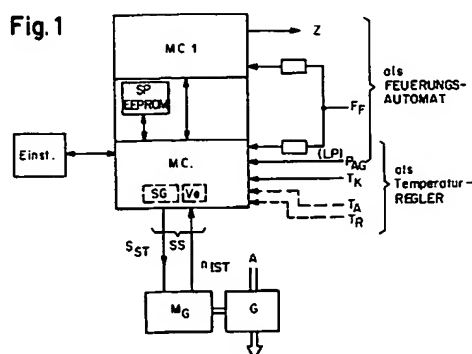 Fig. 1
MC 1
Z
als
FEUERUNGS-
AUTOMAT
SP
EEPROM
F_F
Einst.
MC.
(LP)
P_AG
T_K
T_A
T_R
als
Temperatur-
REGLER
SG
Ve
S_ST
SS
n_IST
A
M_G
G